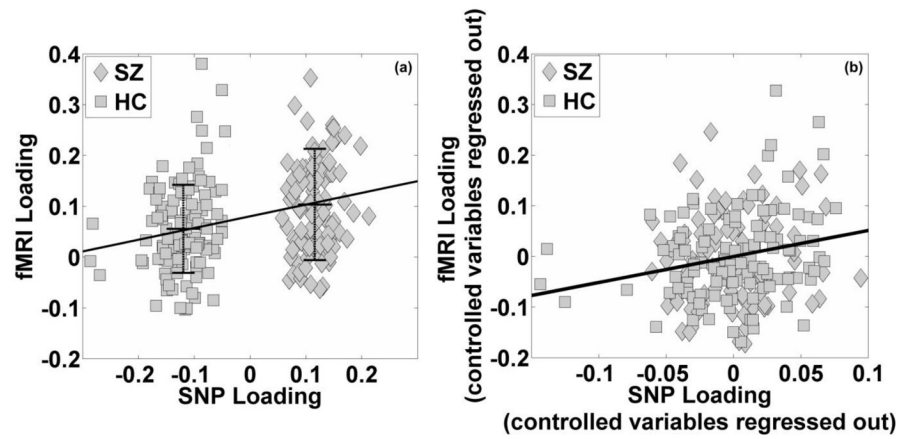 (a)
SZ
HC
fMRI Loading
0.4
0.3
0.2
0.1
0
-0.1
-0.2
-0.2
-0.1
0
0.1
0.2
SNP Loading
(b)
SZ
HC
fMRI Loading
(controlled variables regressed out)
0.4
0.3
0.2
0.1
0
-0.1
-0.2
-0.1
-0.05
0
0.05
0.1
SNP Loading
(controlled variables regressed out)